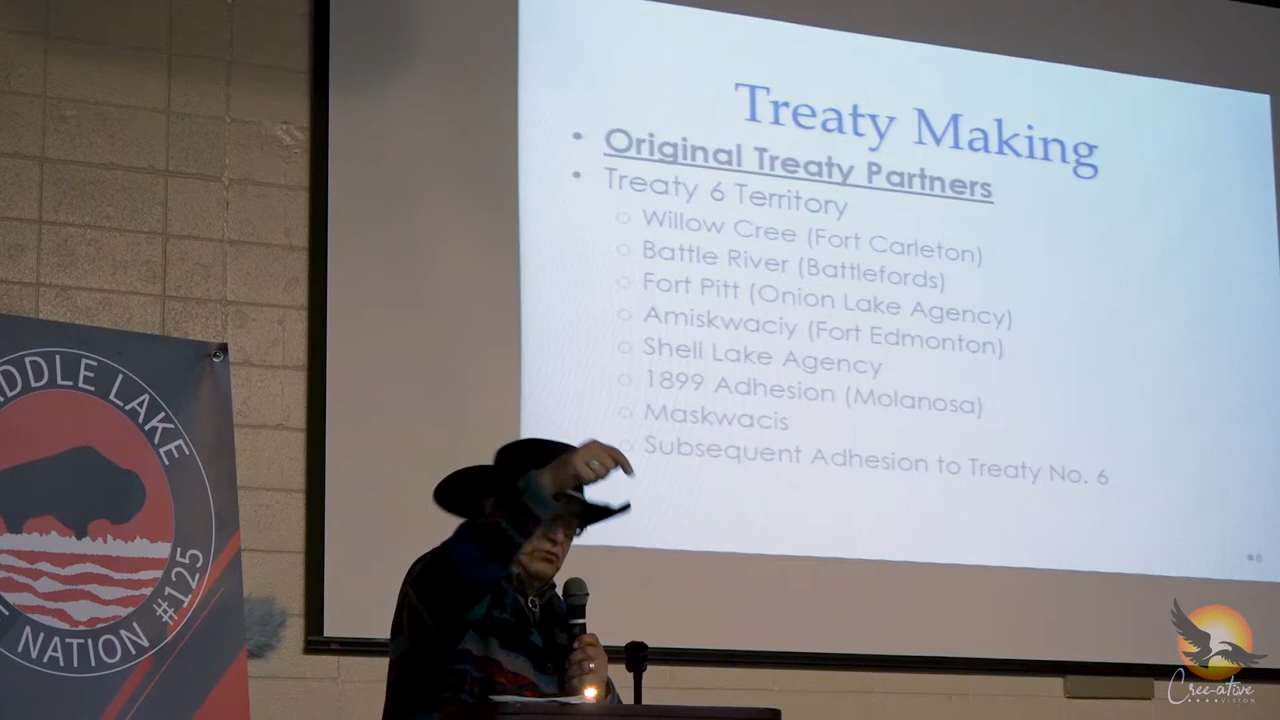 Treaty Making
• Original Treaty Partners
• Treaty 6 Territory
○ Willow Cree (Fort Carleton)
○ Battle River (Battlefords)
○ Fort Pitt (Onion Lake Agency)
○ Amiskwaciy (Fort Edmonton)
○ Shell Lake Agency
○ 1899 Adhesion (Molanosa)
○ Maskwacis
○ Subsequent Adhesion to Treaty No. 6
DDLE LAKE
NATION #125
Cree-ative
VISION